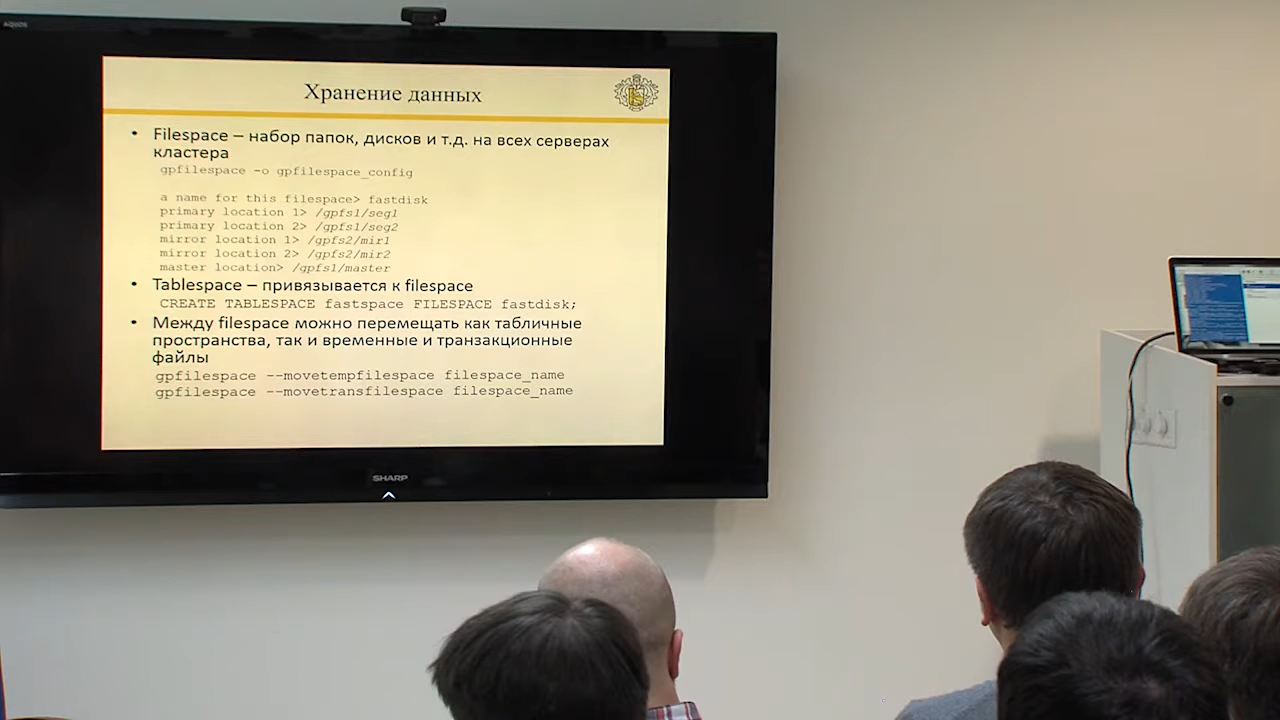 AQUOS
Хранение данных
• Filespace – набор папок, дисков и т.д. на всех серверах
кластера
gpfilespace -o gpfilespace_config
a name for this filespace> fastdisk
primary location 1> /gpfs1/seg1
primary location 2> /gpfs1/seg2
mirror location 1> /gpfs2/mir1
mirror location 2> /gpfs2/mir2
master location> /gpfs1/master
• Tablespace – привязывается к filespace
CREATE TABLESPACE fastspace FILESPACE fastdisk;
• Между filespace можно перемещать как табличные
пространства, так и временные и транзакционные
файлы
gpfilespace --movetempfilespace filespace_name
gpfilespace --movetransfilespace filespace_name
SHARP